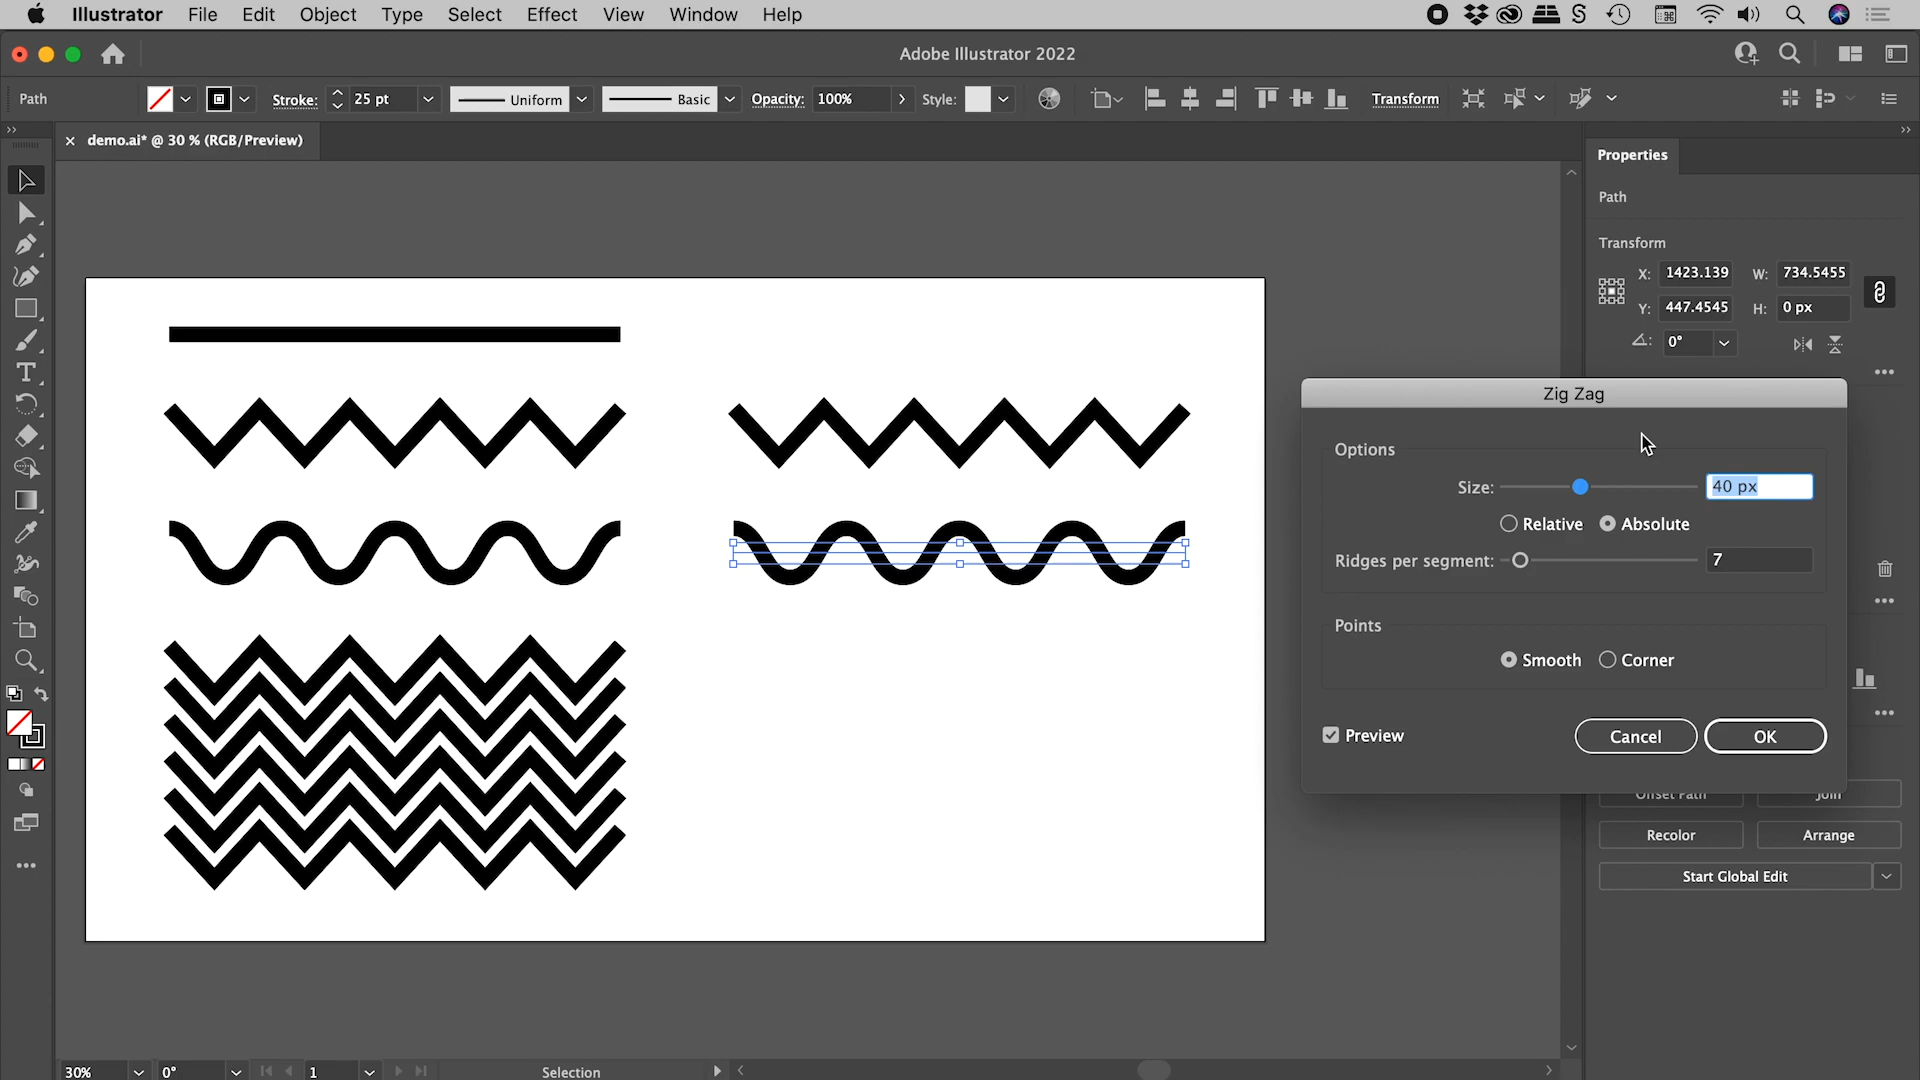 Illustrator File Edit Object Type Select Effect View Window Help
Adobe Illustrator 2022
Path Stroke: 25 pt Uniform Basic Opacity: 100% Style: Transform
demo.ai* @ 30 % (RGB/Preview)
Properties
Path
Transform
X: 1423.139 W: 734.5455
Y: 447.4545 H: 0 px
0°
Zig Zag
Options
Size: 40 px
Relative Absolute
Ridges per segment: 7
Points
Smooth Corner
Preview Cancel OK
Offset Path Join
Recolor Arrange
Start Global Edit
30% 0° 1 Selection